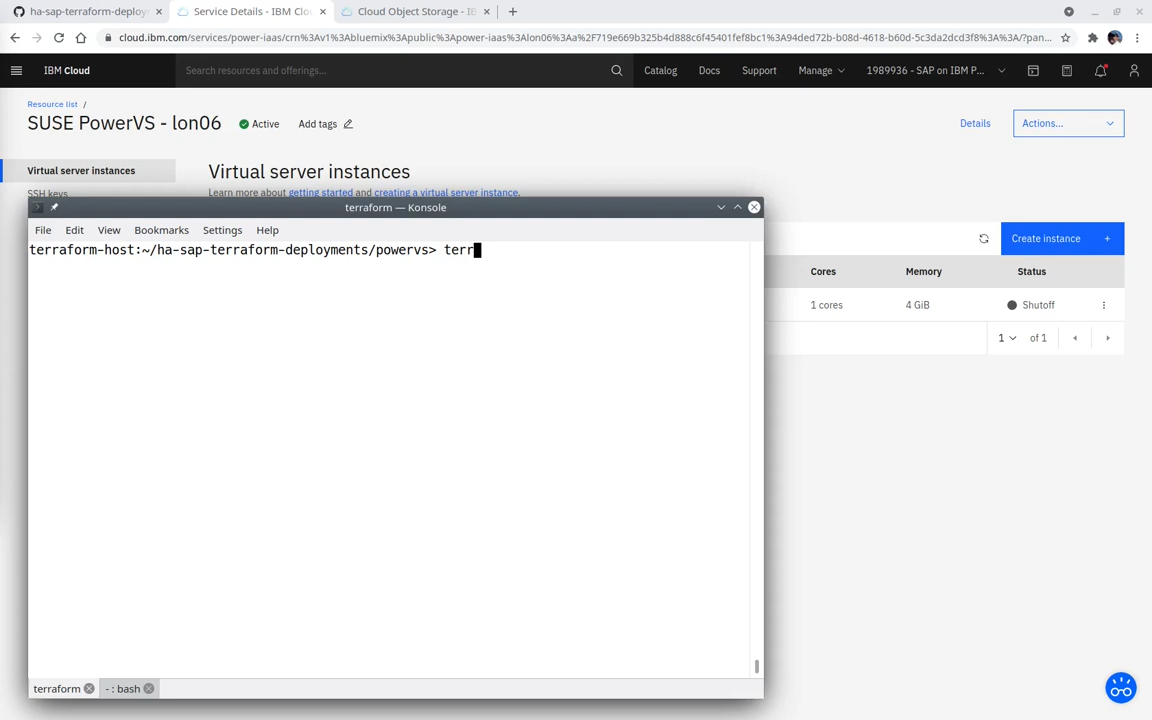 ha-sap-terraform-deploy
Service Details - IBM Clo
Cloud Object Storage - IB
cloud.ibm.com/services/power-iaas/crn%3Av1%3Abluemix%3Apublic%3Apower-iaas%3Alon06%3Aa%2F719e669b325b4d888c6f45401fef8bc1%3A94ded72b-b08d-4618-b60d-5c3da2dcd3f8%3A%3A/?pan...
IBM Cloud
Search resources and offerings...
Catalog
Docs
Support
Manage
1989936 - SAP on IBM P...
Resource list /
SUSE PowerVS - lon06
Active
Add tags
Details
Actions...
Virtual server instances
SSH keys
Virtual server instances
Learn more about getting started and creating a virtual server instance.
Create instance +
Cores
Memory
Status
1 cores
4 GiB
Shutoff
1
of 1
terraform — Konsole
File
Edit
View
Bookmarks
Settings
Help
terraform-host:~/ha-sap-terraform-deployments/powervs> terr
terraform
- : bash